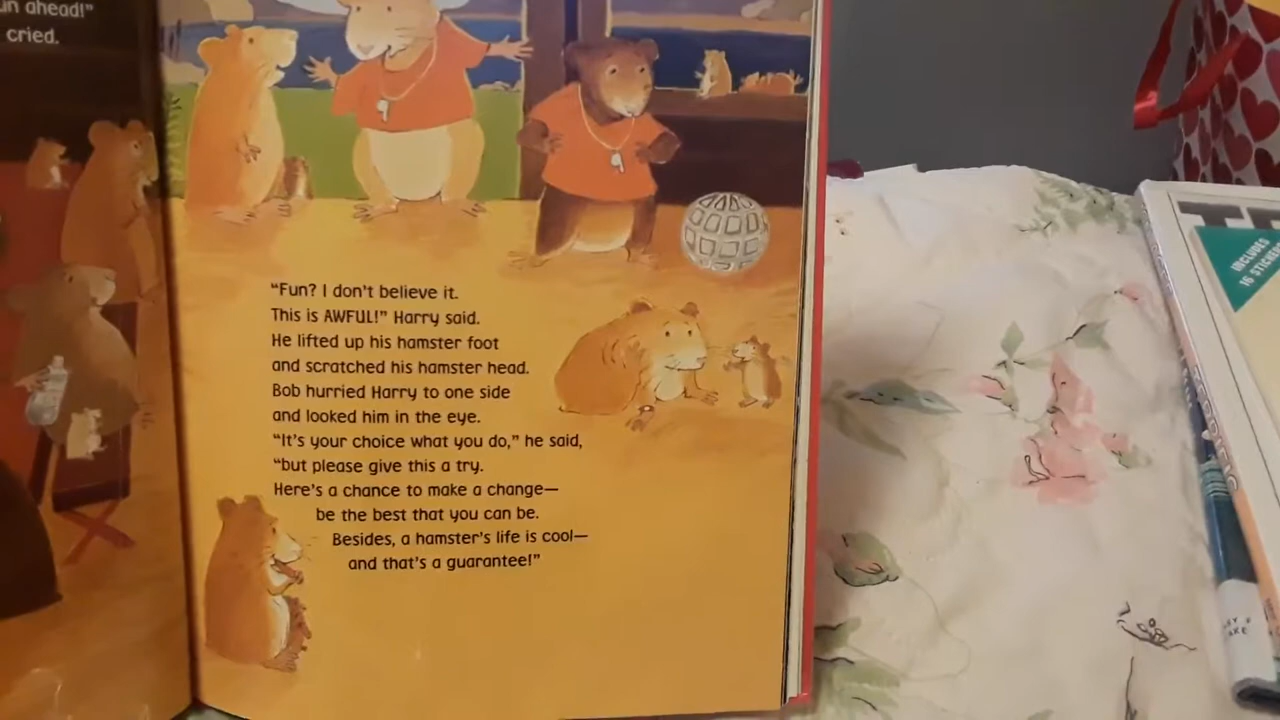 un ahead!”
cried.
“Fun? I don’t believe it.
This is AWFUL!” Harry said.
He lifted up his hamster foot
and scratched his hamster head.
Bob hurried Harry to one side
and looked him in the eye.
“It’s your choice what you do,” he said,
“but please give this a try.
Here’s a chance to make a change—
be the best that you can be.
Besides, a hamster’s life is cool—
and that’s a guarantee!”
INCLUDES
16 STICKERS